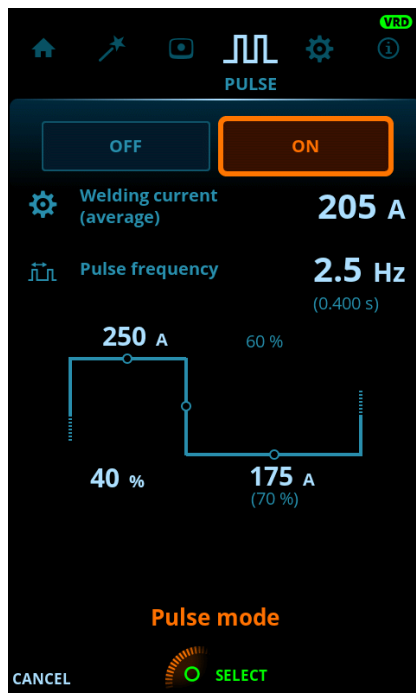 VRD
PULSE
OFF
ON
Welding current
(average)
205 A
Pulse frequency
2.5 Hz
(0.400 s)
250 A
60 %
40 %
175 A
(70 %)
Pulse mode
CANCEL
SELECT